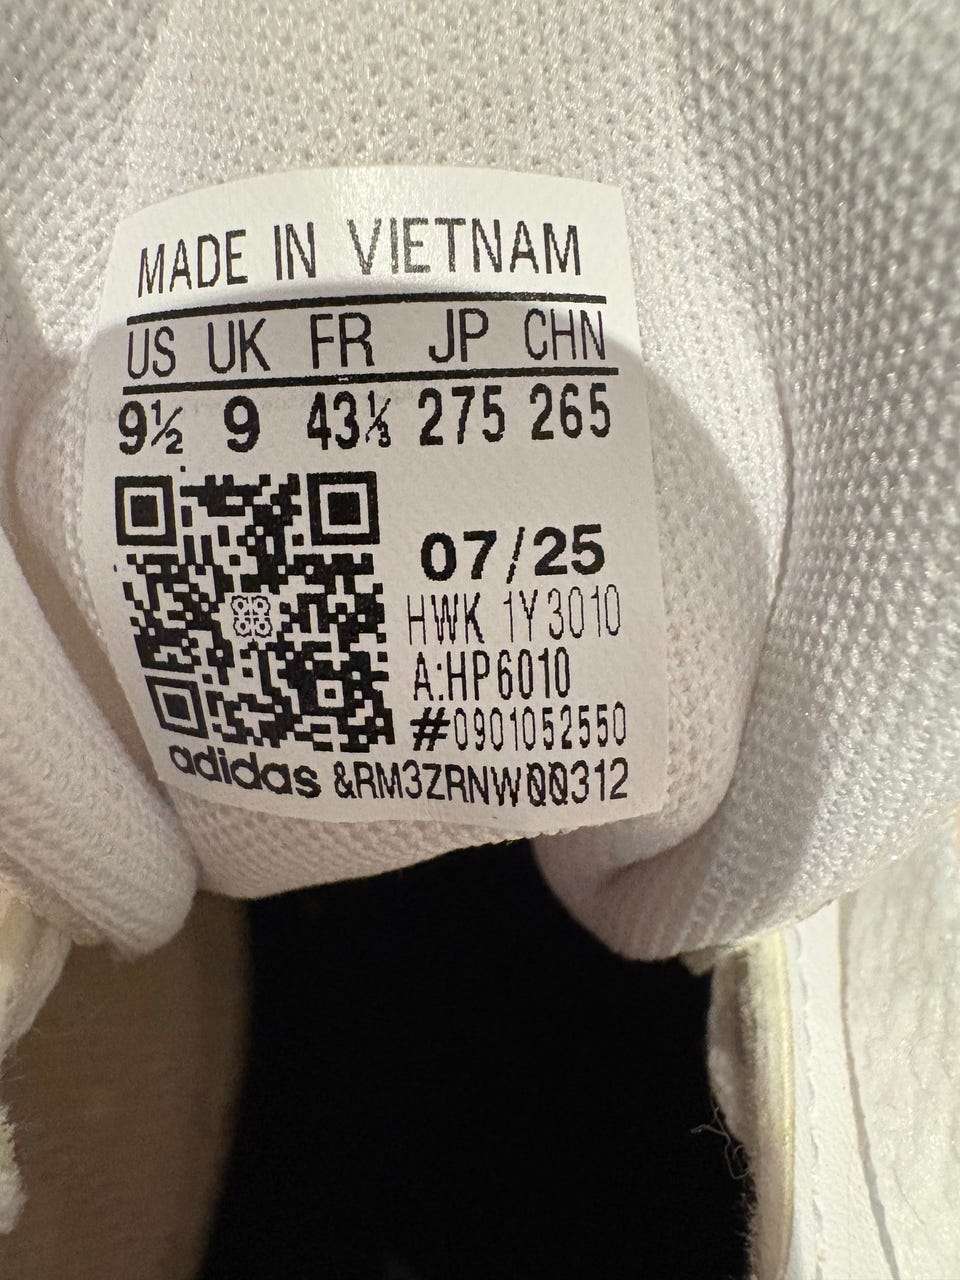 MADE IN VIETNAM
US UK FR JP CHN
9½ 9 43⅓ 275 265
07/25
HWK 1Y3010
A:HP6010
#0901052550
adidas &RM3ZRNW00312